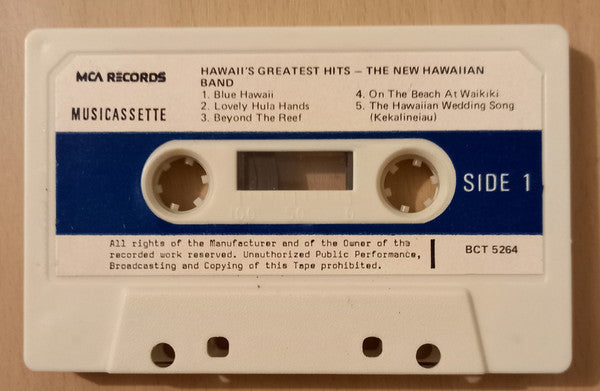 MCA RECORDS
HAWAII'S GREATEST HITS – THE NEW HAWAIIAN
BAND
1. Blue Hawaii
2. Lovely Hula Hands
3. Beyond The Reef
4. On The Beach At Waikiki
5. The Hawaiian Wedding Song
(Kekalineiau)
MUSICASSETTE
SIDE 1
100 50 0
All rights of the Manufacturer and of the Owner of the
recorded work reserved. Unauthorized Public Performance,
Broadcasting and Copying of this Tape prohibited.
BCT 5264